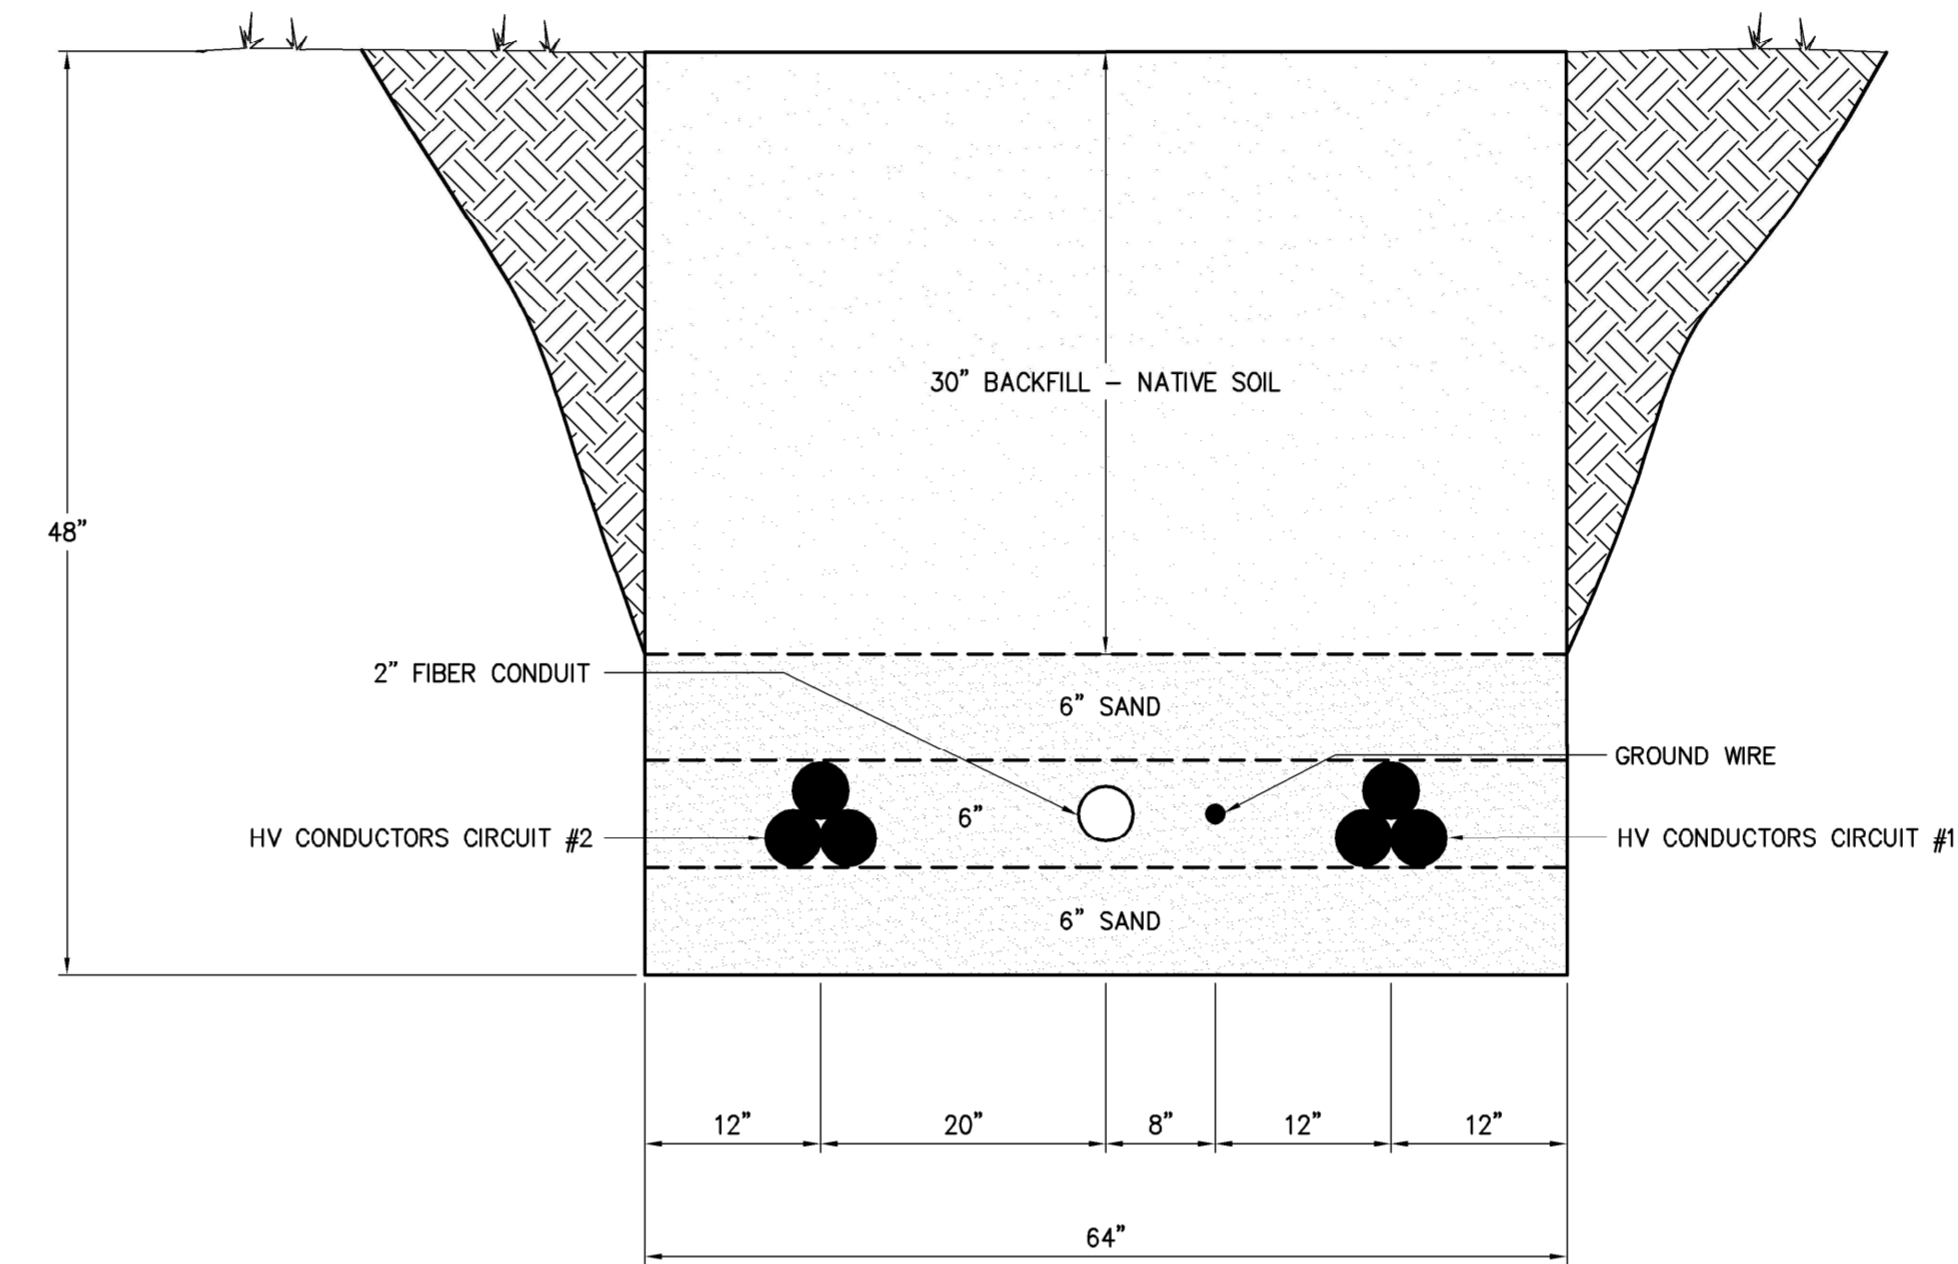 30” BACKFILL – NATIVE SOIL
48”
2” FIBER CONDUIT
6” SAND
GROUND WIRE
6”
HV CONDUCTORS CIRCUIT #2
HV CONDUCTORS CIRCUIT #1
6” SAND
12”
20”
8”
12”
12”
64”